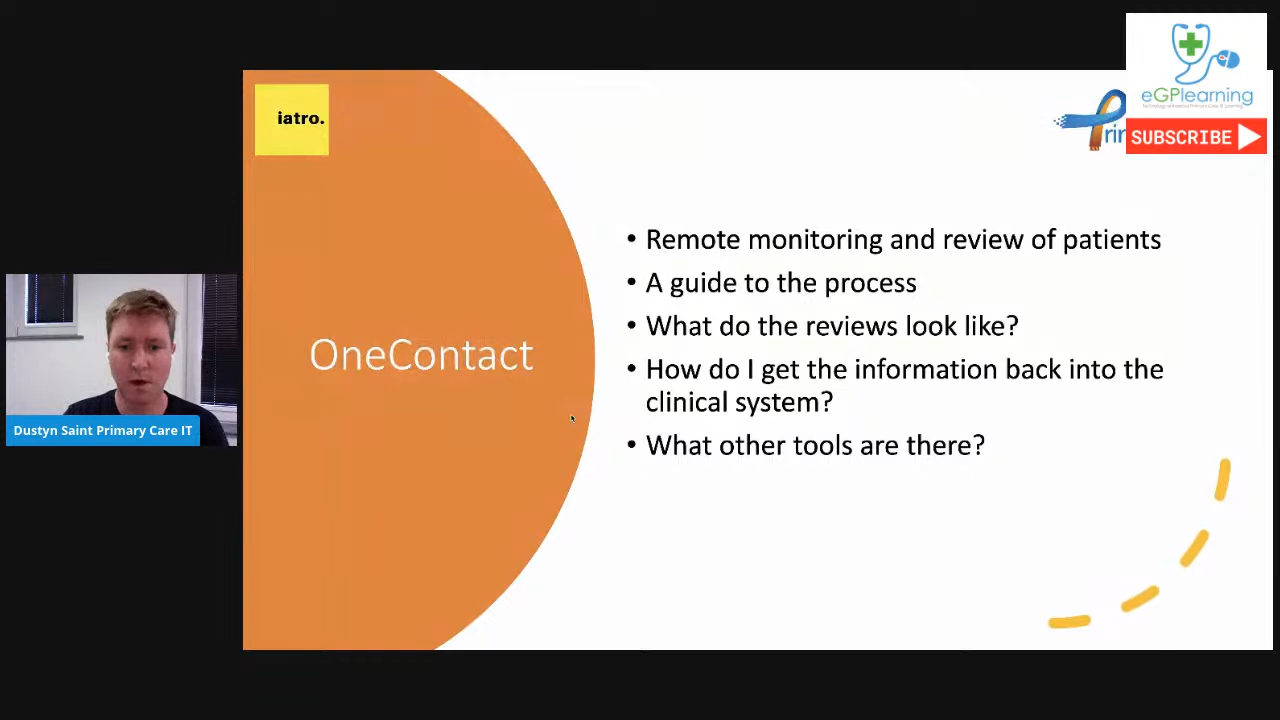 iatro.
eGPlearning
SUBSCRIBE
OneContact
• Remote monitoring and review of patients
• A guide to the process
• What do the reviews look like?
• How do I get the information back into the
clinical system?
• What other tools are there?
Dustyn Saint Primary Care IT